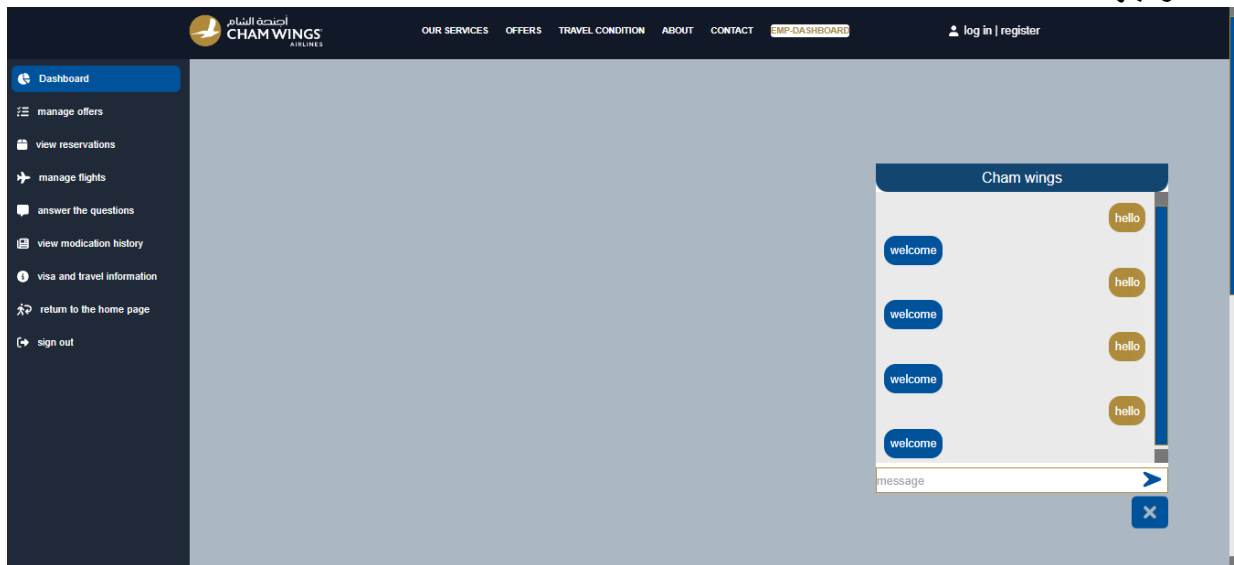 أجنحة الشام
CHAM WINGS
AIRLINES
OUR SERVICES OFFERS TRAVEL CONDITION ABOUT CONTACT EMP-DASHBOARD log in | register
Dashboard
manage offers
view reservations
manage flights
answer the questions
view modication history
visa and travel information
return to the home page
sign out
Cham wings
hello
welcome
hello
welcome
hello
welcome
hello
welcome
message